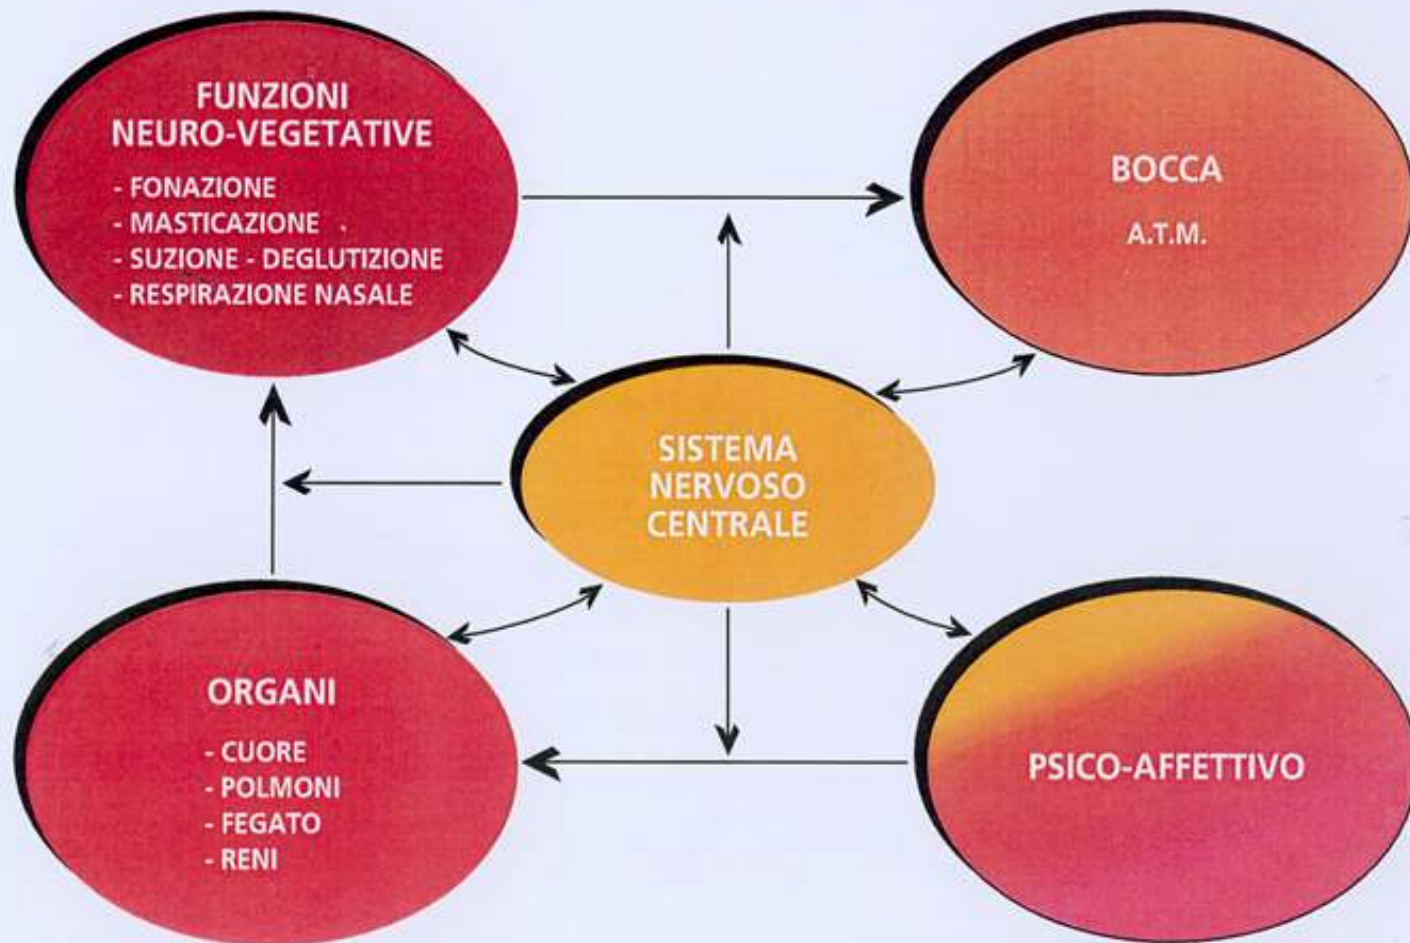 FUNZIONI
NEURO-VEGETATIVE
- FONAZIONE
- MASTICAZIONE
- SUZIONE - DEGLUTIZIONE
- RESPIRAZIONE NASALE
BOCCA
A.T.M.
SISTEMA
NERVOSO
CENTRALE
ORGANI
- CUORE
- POLMONI
- FEGATO
- RENI
PSICO-AFFETTIVO